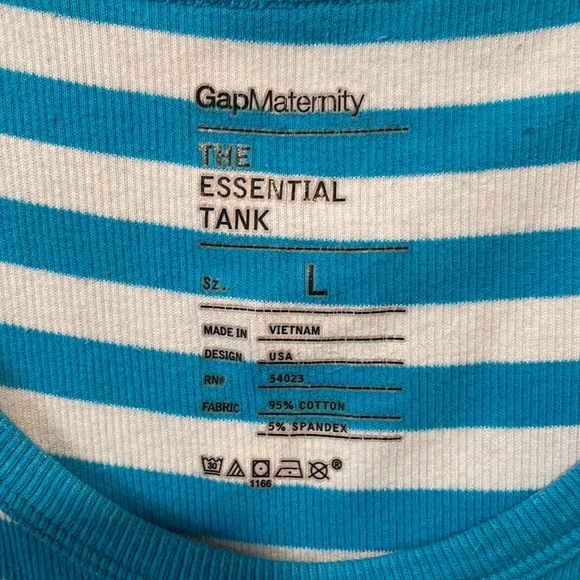 GapMaternity
THE
ESSENTIAL
TANK
Sz. L
MADE IN VIETNAM
DESIGN USA
RN# 54023
FABRIC 95% COTTON
5% SPANDEX
30 ®
1166